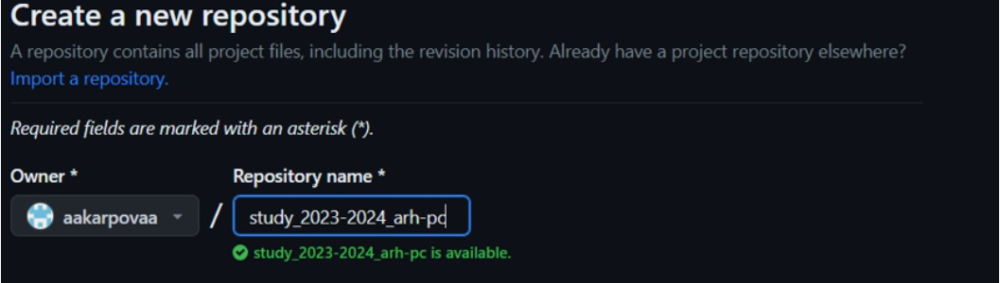 Create a new repository
A repository contains all project files, including the revision history. Already have a project repository elsewhere?
Import a repository.
Required fields are marked with an asterisk (*).
Owner *
Repository name *
aakarpovaa
/
study_2023-2024_arh-pc
study_2023-2024_arh-pc is available.